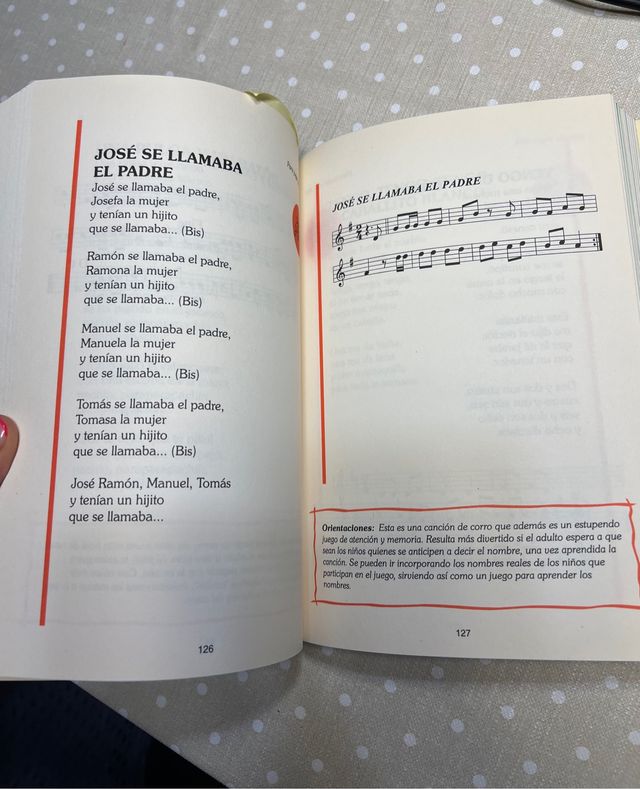 JOSÉ SE LLAMABA
EL PADRE
José se llamaba el padre,
Josefa la mujer
y tenían un hijito
que se llamaba... (Bis)
Ramón se llamaba el padre,
Ramona la mujer
y tenían un hijito
que se llamaba... (Bis)
Manuel se llamaba el padre,
Manuela la mujer
y tenían un hijito
que se llamaba... (Bis)
Tomás se llamaba el padre,
Tomasa la mujer
y tenían un hijito
que se llamaba... (Bis)
José Ramón, Manuel, Tomás
y tenían un hijito
que se llamaba...
126
JOSÉ SE LLAMABA EL PADRE
Orientaciones: Esta es una canción de corro que además es un estupendo
juego de atención y memoria. Resulta más divertido si el adulto espera a que
sean los niños quienes se anticipen a decir el nombre, una vez aprendida la
canción. Se pueden ir incorporando los nombres reales de los niños que
participan en el juego, sirviendo así como un juego para aprender los
nombres.
127